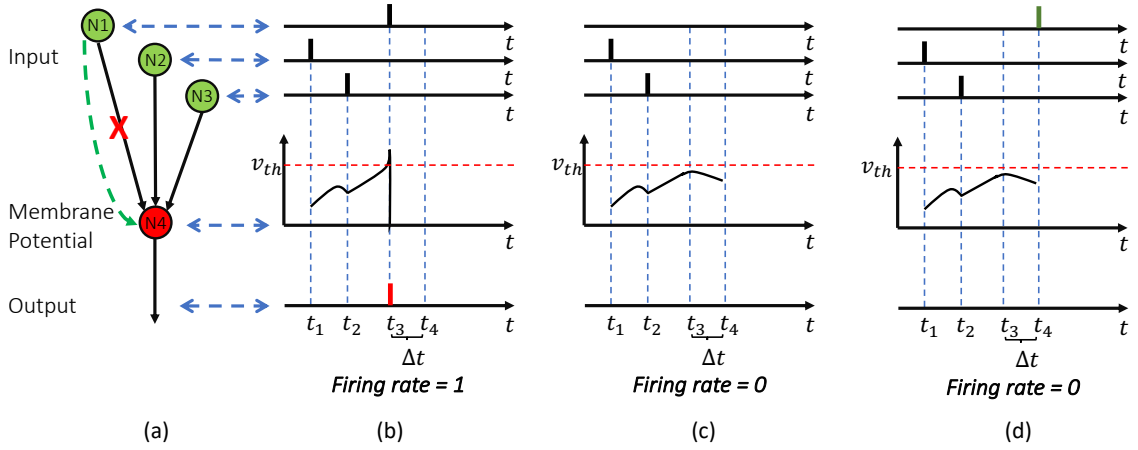 N1
N2
N3
N4
X
Input
Membrane
Potential
Output
(a)
t
t
t
v_th
t
t_1 t_2 t_3 t_4 t
Δt
Firing rate = 1
(b)
t
t
t
v_th
t
t_1 t_2 t_3 t_4 t
Δt
Firing rate = 0
(c)
t
t
t
v_th
t
t_1 t_2 t_3 t_4 t
Δt
Firing rate = 0
(d)